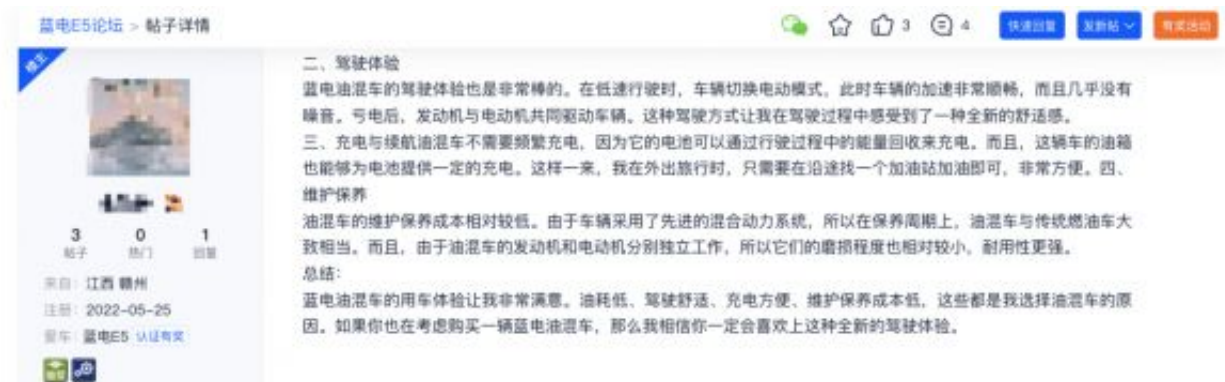 蓝电E5论坛 > 帖子详情
3
4
快速回复
发新帖
有奖活动
楼主
二、驾驶体验
蓝电油混车的驾驶体验也是非常棒的。在低速行驶时，车辆切换电动模式，此时车辆的加速非常顺畅，而且几乎没有
噪音。亏电后，发动机与电动机共同驱动车辆。这种驾驶方式让我在驾驶过程中感受到了一种全新的舒适感。
三、充电与续航油混车不需要频繁充电，因为它的电池可以通过行驶过程中的能量回收来充电。而且，这辆车的油箱
也能够为电池提供一定的充电。这样一来，我在外出旅行时，只需要在沿途找一个加油站加油即可，非常方便。四、
维护保养
油混车的维护保养成本相对较低。由于车辆采用了先进的混合动力系统，所以在保养周期上，油混车与传统燃油车大
致相当。而且，由于油混车的发动机和电动机分别独立工作，所以它们的磨损程度也相对较小，耐用性更强。
总结：
蓝电油混车的用车体验让我非常满意。油耗低、驾驶舒适、充电方便、维护保养成本低，这些都是我选择油混车的原
因。如果你也在考虑购买一辆蓝电油混车，那么我相信你一定会喜欢上这种全新的驾驶体验。
3 0 1
帖子 热门 回复
来自：江西 赣州
注册：2022-05-25
爱车：蓝电E5 认证有奖